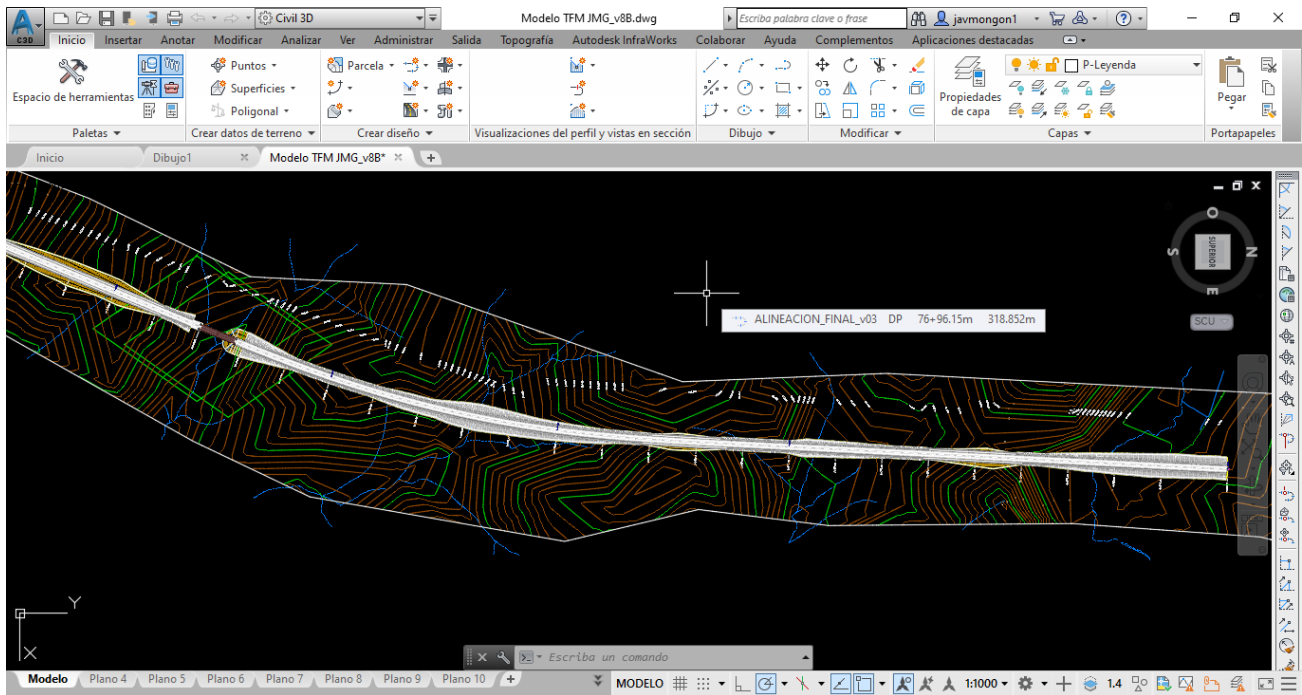 A C3D Civil 3D Modelo TFM JMG_v8B.dwg Escriba palabra clave o frase javmongon1
Inicio Insertar Anotar Modificar Analizar Ver Administrar Salida Topografía Autodesk InfraWorks Colaborar Ayuda Complementos Aplicaciones destacadas
Espacio de herramientas
Puntos
Superficies
Poligonal
Parcela
Propiedades de capa
P-Leyenda
Pegar
Paletas Crear datos de terreno Crear diseño Visualizaciones del perfil y vistas en sección Dibujo Modificar Capas Portapapeles
Inicio Dibujo1 Modelo TFM JMG_v8B*
O
S SUPERIOR N
E
SCU
ALINEACION_FINAL_v03 DP 76+96.15m 318.852m
Y
X
Escriba un comando
Modelo Plano 4 Plano 5 Plano 6 Plano 7 Plano 8 Plano 9 Plano 10 MODELO 1:1000 1.4